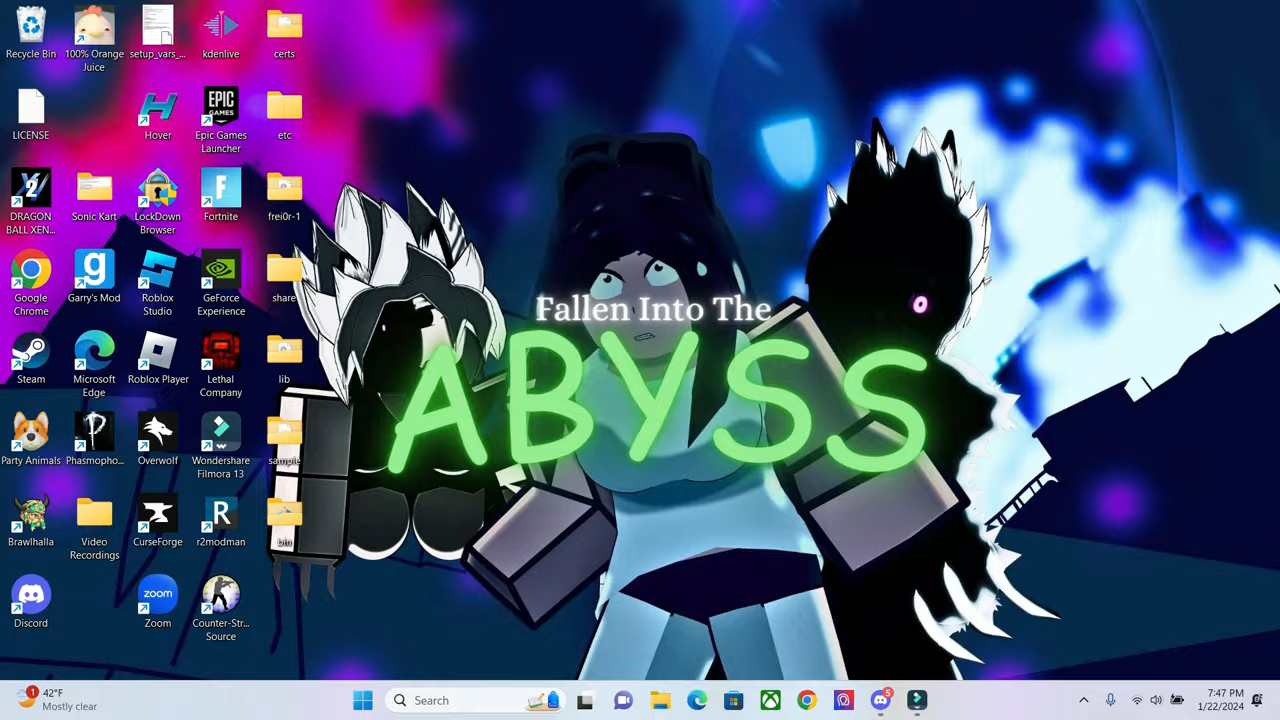 Recycle Bin
100% Orange
Juice
setup_vars_...
kdenlive
certs
LICENSE
Hover
EPIC
GAMES
Epic Games
Launcher
etc
DRAGON
BALL XEN...
Sonic Kart
LockDown
Browser
Fortnite
frei0r-1
Google
Chrome
Garry's Mod
Roblox
Studio
GeForce
Experience
share
Steam
Microsoft
Edge
Roblox Player
Lethal
Company
lib
Party Animals
Phasmopho...
Overwolf
Wondershare
Filmora 13
sample
Brawlhalla
Video
Recordings
CurseForge
R
r2modman
bin
Discord
zoom
Zoom
Counter-Str...
Source
Fallen Into The
ABYSS
1
42°F
Mostly clear
Search
5
7:47 PM
1/22/2024